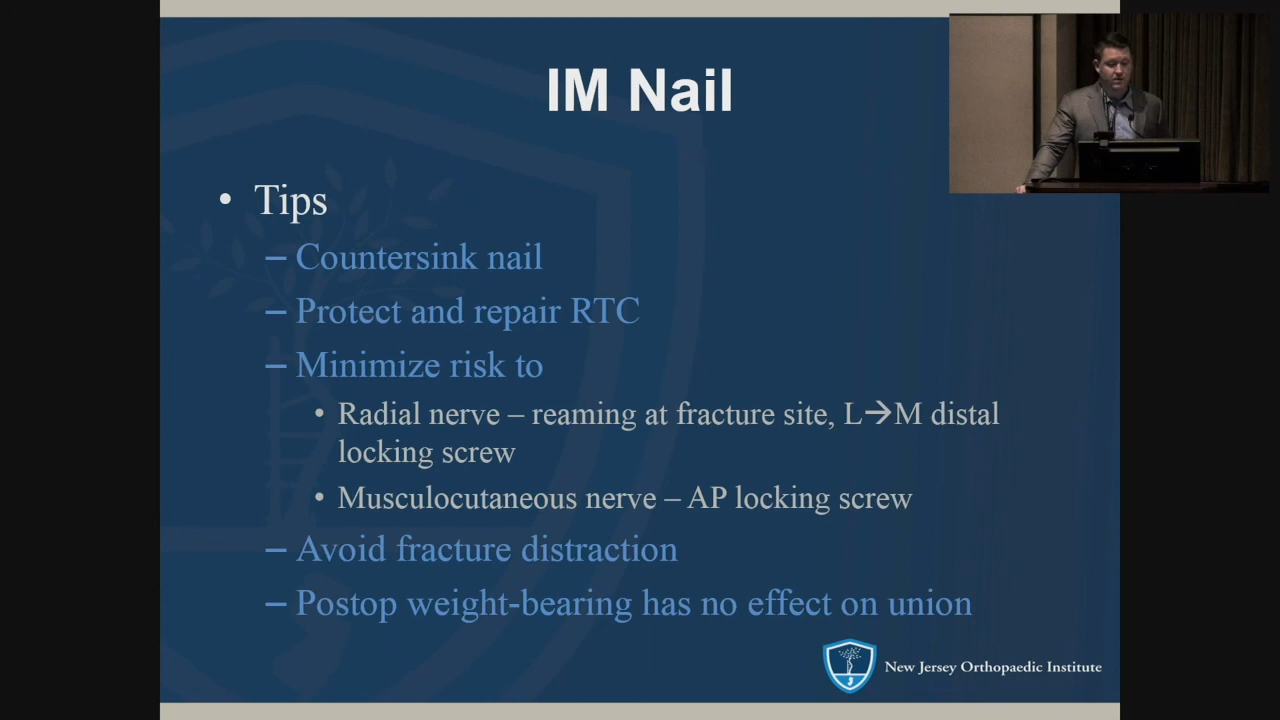 IM Nail
• Tips
– Countersink nail
– Protect and repair RTC
– Minimize risk to
• Radial nerve – reaming at fracture site, L→M distal
locking screw
• Musculocutaneous nerve – AP locking screw
– Avoid fracture distraction
– Postop weight-bearing has no effect on union
New Jersey Orthopaedic Institute